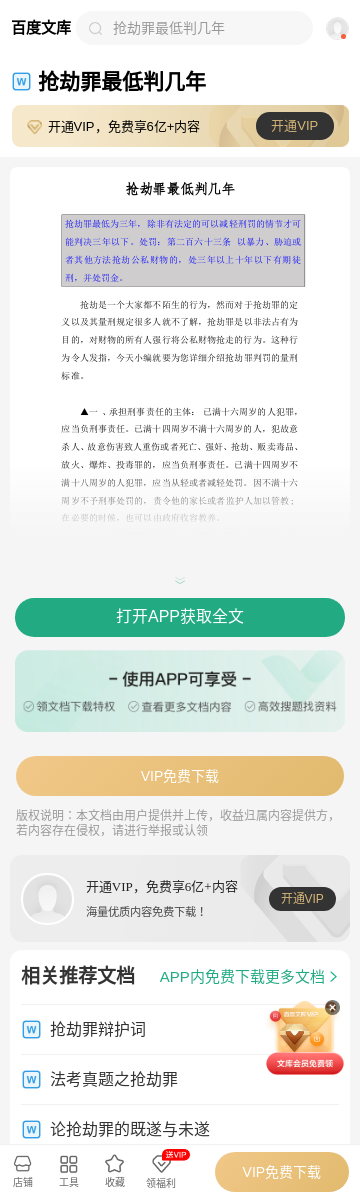 百度文库
抢劫罪最低判几年
抢劫罪最低判几年
开通VIP，免费享6亿+内容
开通VIP
抢劫罪最低判几年
抢劫罪最低为三年，除非有法定的可以减轻刑罚的情节才可
能判决三年以下。处罚：第二百六十三条 以暴力、胁迫或
者其他方法抢劫公私财物的，处三年以上十年以下有期徒
刑，并处罚金。
抢劫是一个大家都不陌生的行为，然而对于抢劫罪的定
义以及其量刑规定很多人就不了解，抢劫罪是以非法占有为
目的，对财物的所有人强行将公私财物抢走的行为。这种行
为令人发指，今天小编就要为您详细介绍抢劫罪判罚的量刑
标准。
▲一 、承担刑事责任的主体： 已满十六周岁的人犯罪，
应当负刑事责任。已满十四周岁不满十六周岁的人，犯故意
杀人、故意伤害致人重伤或者死亡、强奸、抢劫、贩卖毒品、
放火、爆炸、投毒罪的，应当负刑事责任。已满十四周岁不
满十八周岁的人犯罪，应当从轻或者减轻处罚。因不满十六
周岁不予刑事处罚的，责令他的家长或者监护人加以管教；
在必要的时候，也可以由政府收容教养。
打开APP获取全文
- 使用APP可享受 -
领文档下载特权
查看更多文档内容
高效搜题找资料
VIP免费下载
版权说明：本文档由用户提供并上传，收益归属内容提供方，
若内容存在侵权，请进行举报或认领
开通VIP，免费享6亿+内容
海量优质内容免费下载！
开通VIP
相关推荐文档
APP内免费下载更多文档
抢劫罪辩护词
法考真题之抢劫罪
文库会员免费领
论抢劫罪的既遂与未遂
店铺
工具
收藏
送VIP
领福利
VIP免费下载